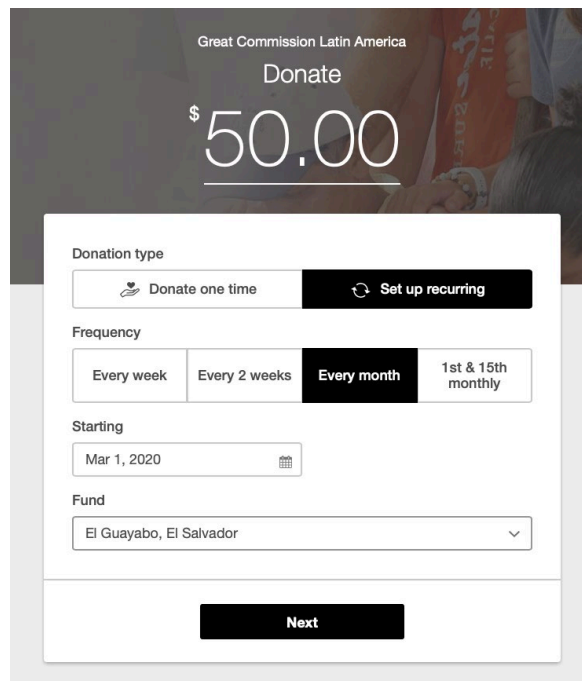 Great Commission Latin America
Donate
$50.00
Donation type
Donate one time
Set up recurring
Frequency
Every week
Every 2 weeks
Every month
1st & 15th
monthly
Starting
Mar 1, 2020
Fund
El Guayabo, El Salvador
Next